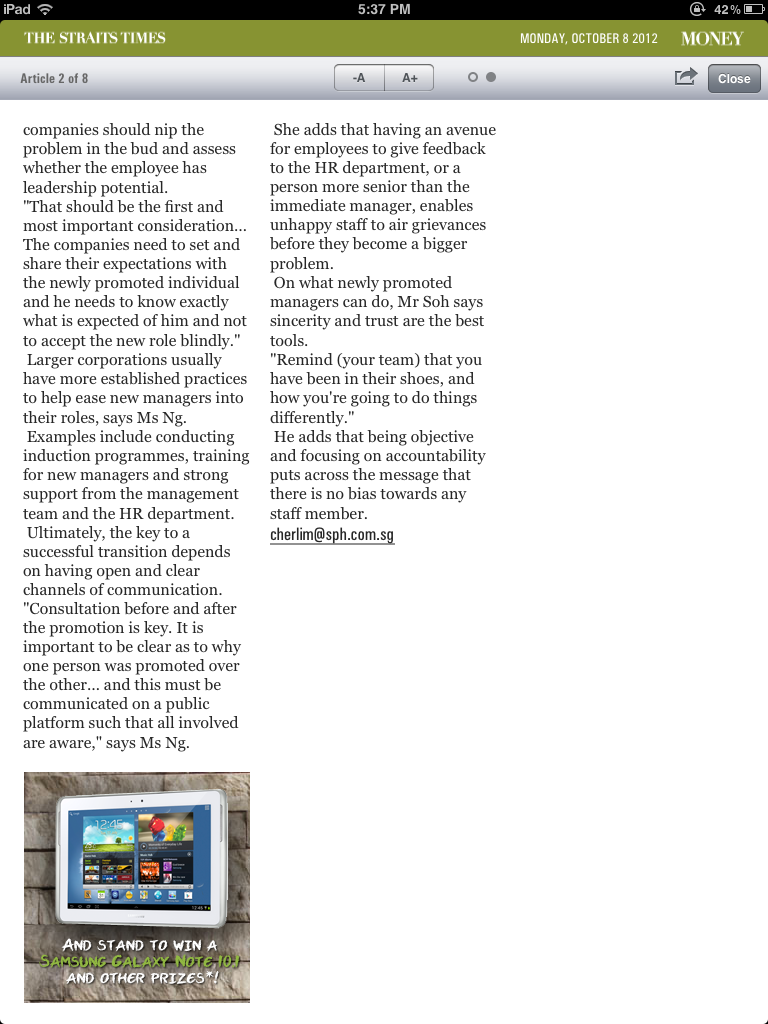 iPad
5:37 PM
42%
THE STRAITS TIMES
MONDAY, OCTOBER 8 2012
MONEY
Article 2 of 8
-A
A+
Close
companies should nip the
problem in the bud and assess
whether the employee has
leadership potential.
"That should be the first and
most important consideration...
The companies need to set and
share their expectations with
the newly promoted individual
and he needs to know exactly
what is expected of him and not
to accept the new role blindly."
Larger corporations usually
have more established practices
to help ease new managers into
their roles, says Ms Ng.
Examples include conducting
induction programmes, training
for new managers and strong
support from the management
team and the HR department.
Ultimately, the key to a
successful transition depends
on having open and clear
channels of communication.
"Consultation before and after
the promotion is key. It is
important to be clear as to why
one person was promoted over
the other... and this must be
communicated on a public
platform such that all involved
are aware," says Ms Ng.
She adds that having an avenue
for employees to give feedback
to the HR department, or a
person more senior than the
immediate manager, enables
unhappy staff to air grievances
before they become a bigger
problem.
On what newly promoted
managers can do, Mr Soh says
sincerity and trust are the best
tools.
"Remind (your team) that you
have been in their shoes, and
how you're going to do things
differently."
He adds that being objective
and focusing on accountability
puts across the message that
there is no bias towards any
staff member.
cherlim@sph.com.sg
12:45
AND STAND TO WIN A
SAMSUNG GALAXY NOTE 10.1
AND OTHER PRIZES*!